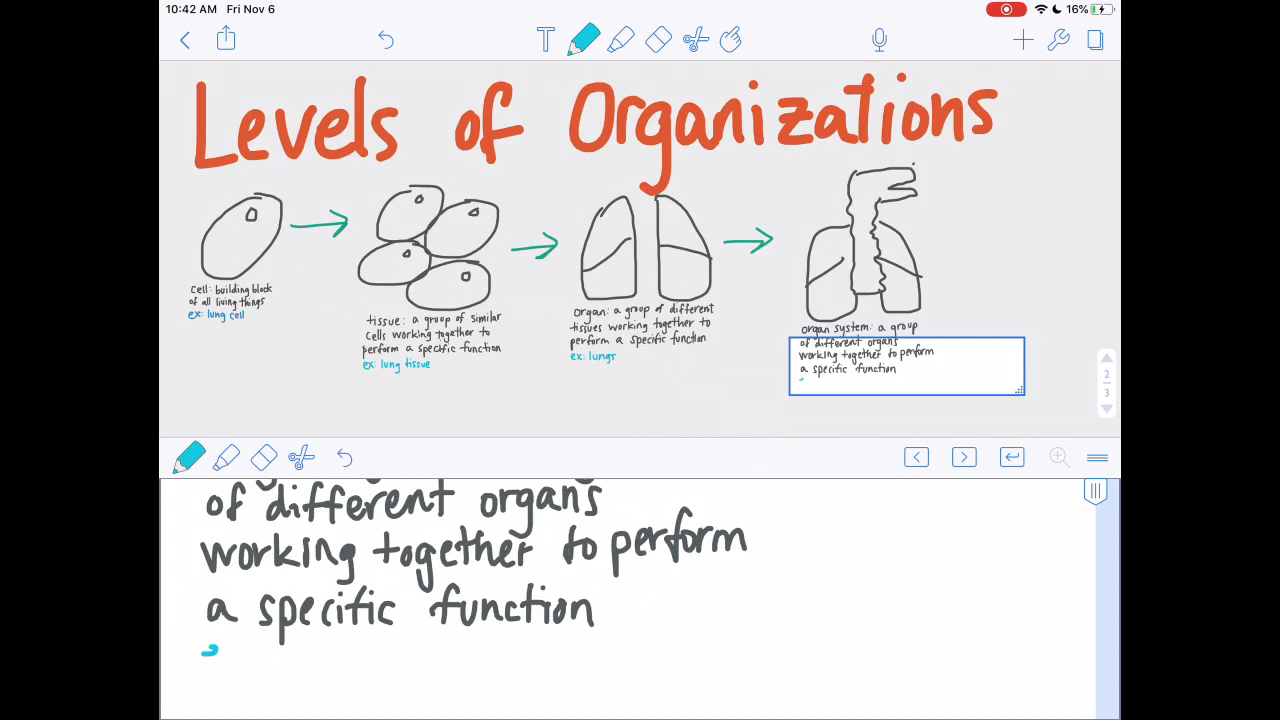 10:42 AM Fri Nov 6
16%
T
Levels of Organizations
cell: building block
of all living things
ex: lung cell
tissue: a group of similar
cells working together to
perform a specific function
ex: lung tissue
organ: a group of different
tissues working together to
perform a specific function
ex: lungs
organ system: a group
of different organs
working together to perform
a specific function
2
3
of different organs
working together to perform
a specific function